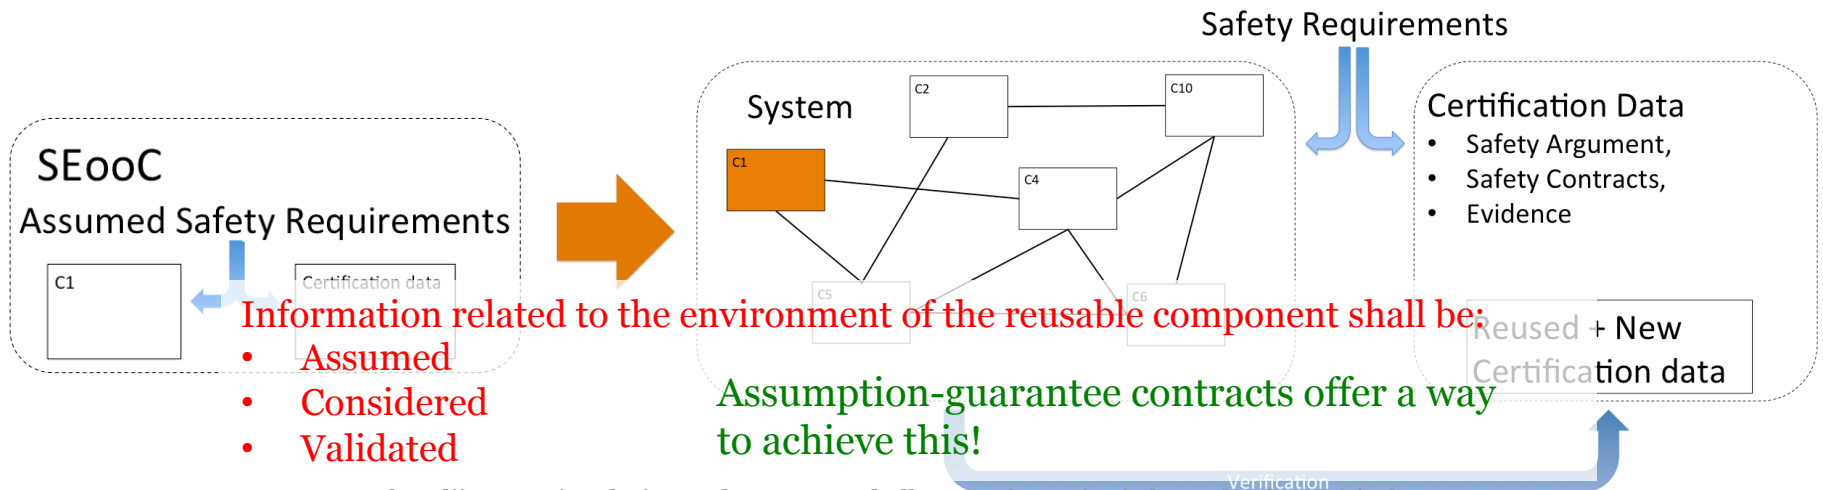 Safety Requirements
SEooC
Assumed Safety Requirements
C1
Certification data
System
C2
C10
C1
C4
C5
C6
Certification Data
• Safety Argument,
• Safety Contracts,
• Evidence
Reused + New
Certification data
Information related to the environment of the reusable component shall be:
• Assumed
• Considered
• Validated
Assumption-guarantee contracts offer a way
to achieve this!
Verification